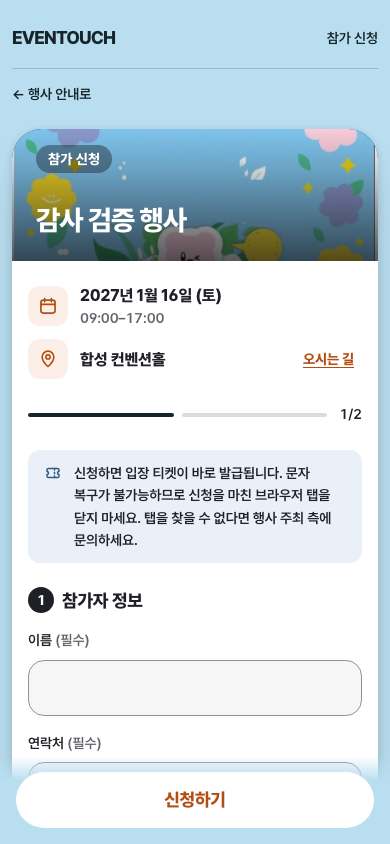 EVENTOUCH
참가 신청
← 행사 안내로
참가 신청
감사 검증 행사
2027년 1월 16일 (토)
09:00–17:00
합성 컨벤션홀
오시는 길
1/2
신청하면 입장 티켓이 바로 발급됩니다. 문자
복구가 불가능하므로 신청을 마친 브라우저 탭을
닫지 마세요. 탭을 찾을 수 없다면 행사 주최 측에
문의하세요.
1 참가자 정보
이름 (필수)
연락처 (필수)
신청하기